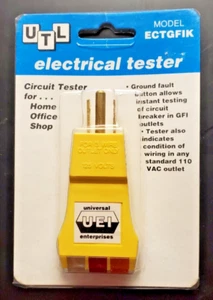 UTL
MODEL
ECTGFIK
electrical tester
Circuit Tester
for . . .
Home
Office
Shop
• Ground fault
button allows
instant testing
of circuit
breaker in GFI
outlets
• Tester also
indicates
condition of
wiring in any
standard 110
VAC outlet
universal
UEI
enterprises